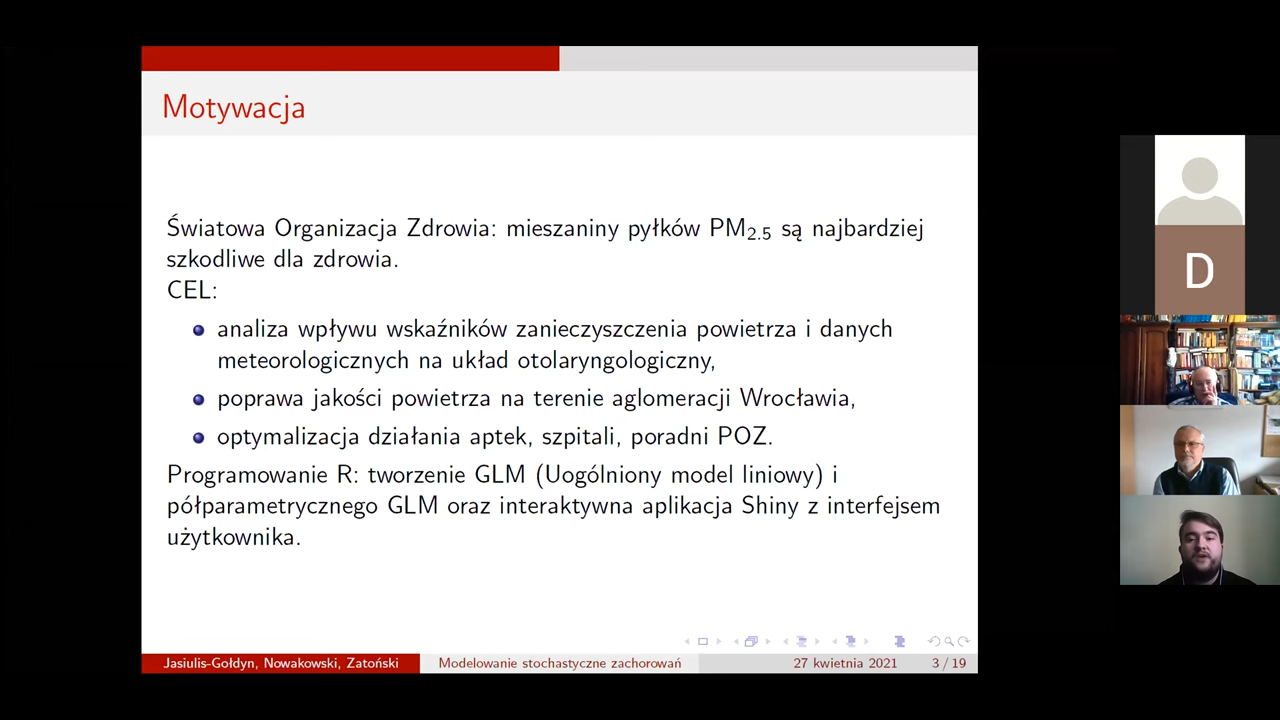 Motywacja
Światowa Organizacja Zdrowia: mieszaniny pyłków PM2.5 są najbardziej
szkodliwe dla zdrowia.
CEL:
analiza wpływu wskaźników zanieczyszczenia powietrza i danych
meteorologicznych na układ otolaryngologiczny,
poprawa jakości powietrza na terenie aglomeracji Wrocławia,
optymalizacja działania aptek, szpitali, poradni POZ.
Programowanie R: tworzenie GLM (Uogólniony model liniowy) i
półparametrycznego GLM oraz interaktywna aplikacja Shiny z interfejsem
użytkownika.
Jasiulis-Gołdyn, Nowakowski, Zatoński Modelowanie stochastyczne zachorowań 27 kwietnia 2021 3 / 19
D